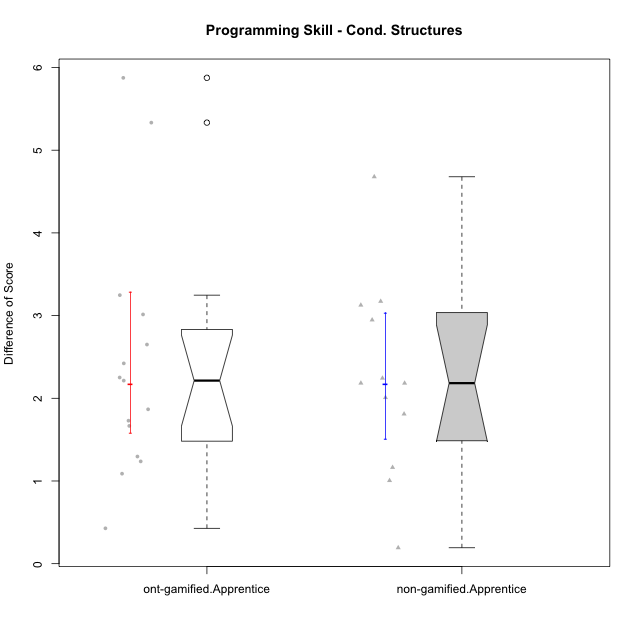 Programming Skill - Cond. Structures
6
5
4
3
2
1
0
Difference of Score
ont-gamified.Apprentice
non-gamified.Apprentice